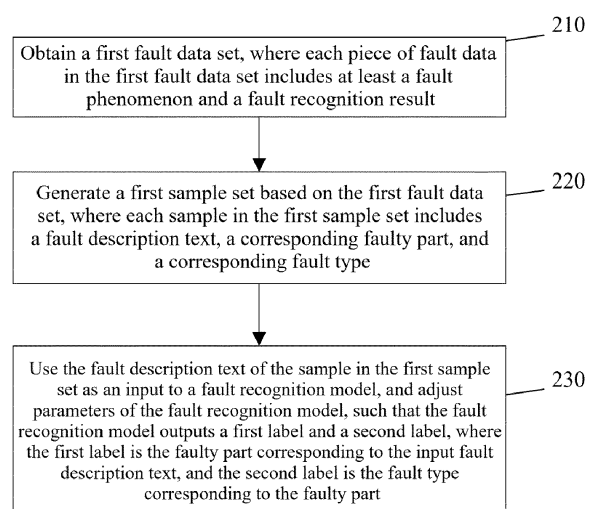 210
Obtain a first fault data set, where each piece of fault data
in the first fault data set includes at least a fault
phenomenon and a fault recognition result
220
Generate a first sample set based on the first fault data
set, where each sample in the first sample set includes
a fault description text, a corresponding faulty part, and
a corresponding fault type
230
Use the fault description text of the sample in the first sample
set as an input to a fault recognition model, and adjust
parameters of the fault recognition model, such that the fault
recognition model outputs a first label and a second label, where
the first label is the faulty part corresponding to the input fault
description text, and the second label is the fault type
corresponding to the faulty part